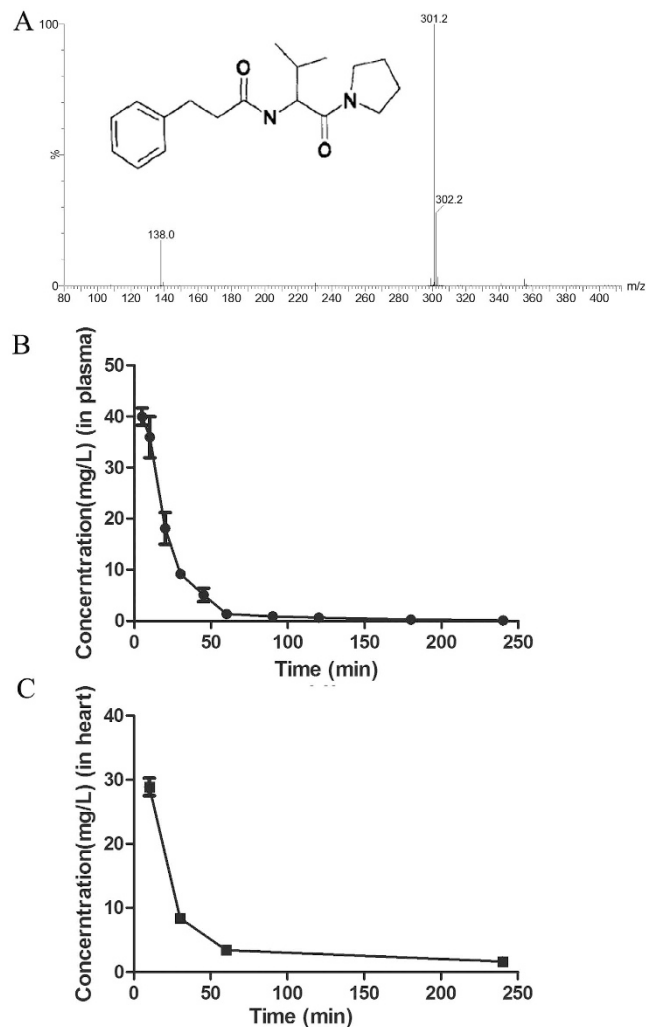 A
100
301.2
O
N
N
O
%
302.2
138.0
0
m/z
80 100 120 140 160 180 200 220 240 260 280 300 320 340 360 380 400
B
Concerntration(mg/L) (in plasma)
50
40
30
20
10
0
0 50 100 150 200 250
Time (min)
C
Concerntration(mg/L) (in heart)
40
30
20
10
0
0 50 100 150 200 250
Time (min)